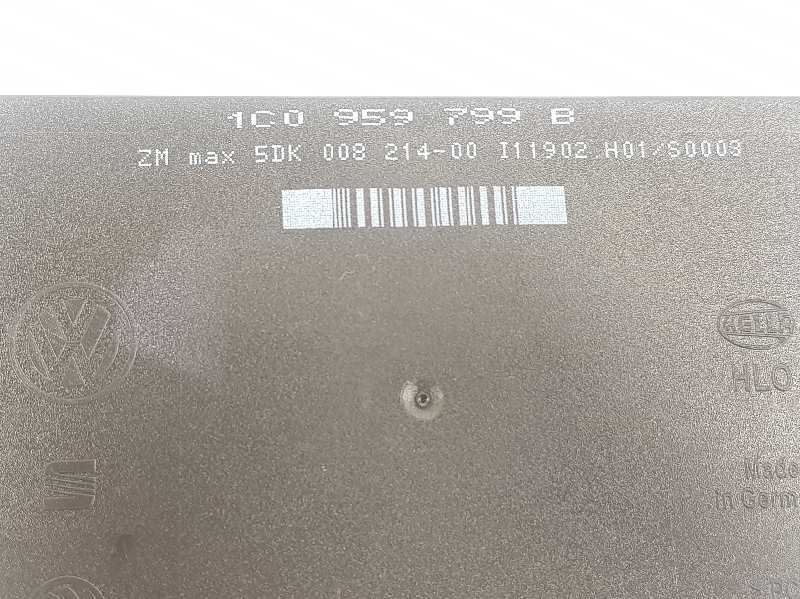 1C0 959 799 B
ZM max 5DK 008 214-00 I11902 H01/S0003
HELLA
HLO
Made
in Germ